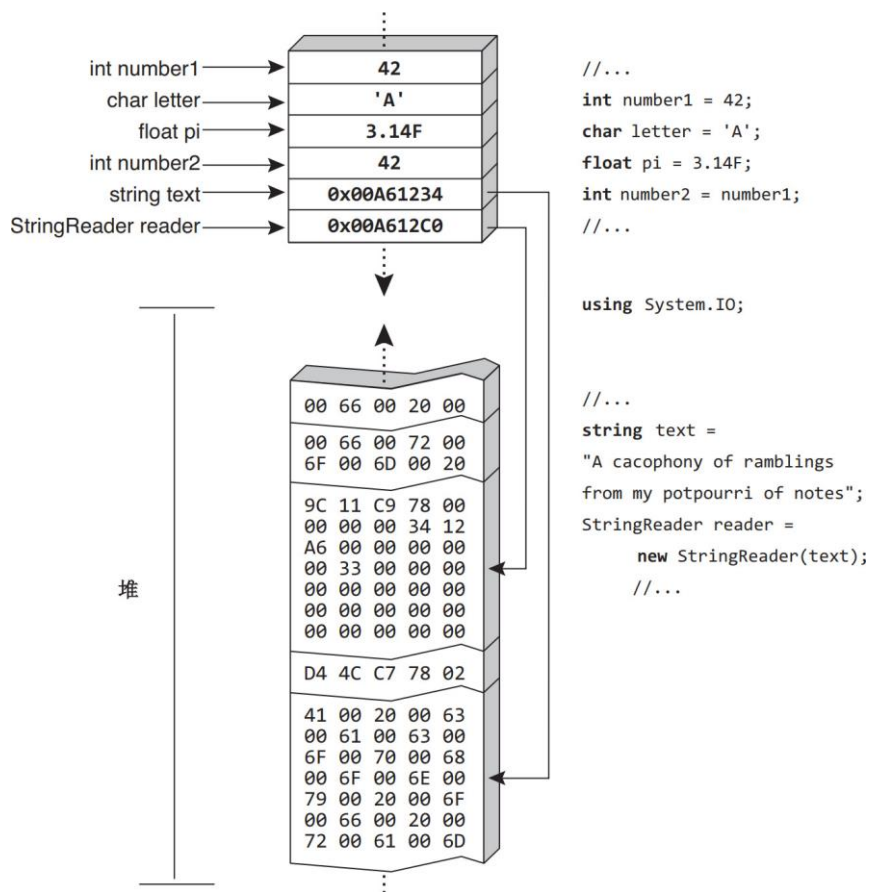 int number1
42
char letter
'A'
float pi
3.14F
int number2
42
string text
0x00A61234
StringReader reader
0x00A612C0
//...
int number1 = 42;
char letter = 'A';
float pi = 3.14F;
int number2 = number1;
//...
using System.IO;
//...
string text =
"A cacophony of ramblings
from my potpourri of notes";
StringReader reader =
new StringReader(text);
//...
堆
00 66 00 20 00
00 66 00 72 00
6F 00 6D 00 20
9C 11 C9 78 00
00 00 00 34 12
A6 00 00 00 00
00 33 00 00 00
00 00 00 00 00
00 00 00 00 00
00 00 00 00 00
D4 4C C7 78 02
41 00 20 00 63
00 61 00 63 00
6F 00 70 00 68
00 6F 00 6E 00
79 00 20 00 6F
00 66 00 20 00
72 00 61 00 6D